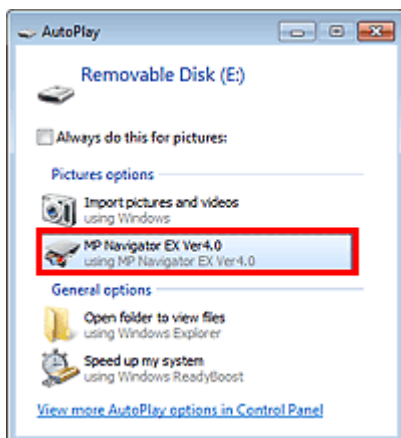 AutoPlay
Removable Disk (E:)
Always do this for pictures:
Pictures options
Import pictures and videos
using Windows
MP Navigator EX Ver4.0
using MP Navigator EX Ver4.0
General options
Open folder to view files
using Windows Explorer
Speed up my system
using Windows ReadyBoost
View more AutoPlay options in Control Panel